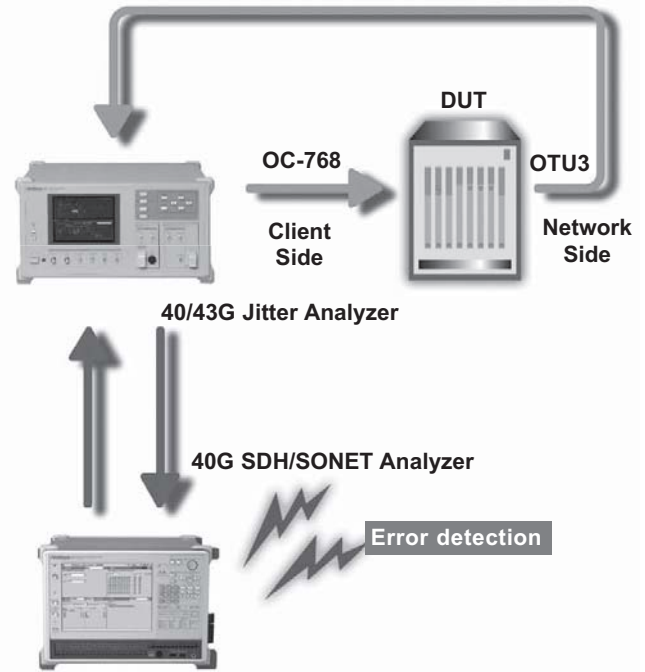 DUT
OC-768
OTU3
Client
Side
Network
Side
40/43G Jitter Analyzer
40G SDH/SONET Analyzer
Error detection